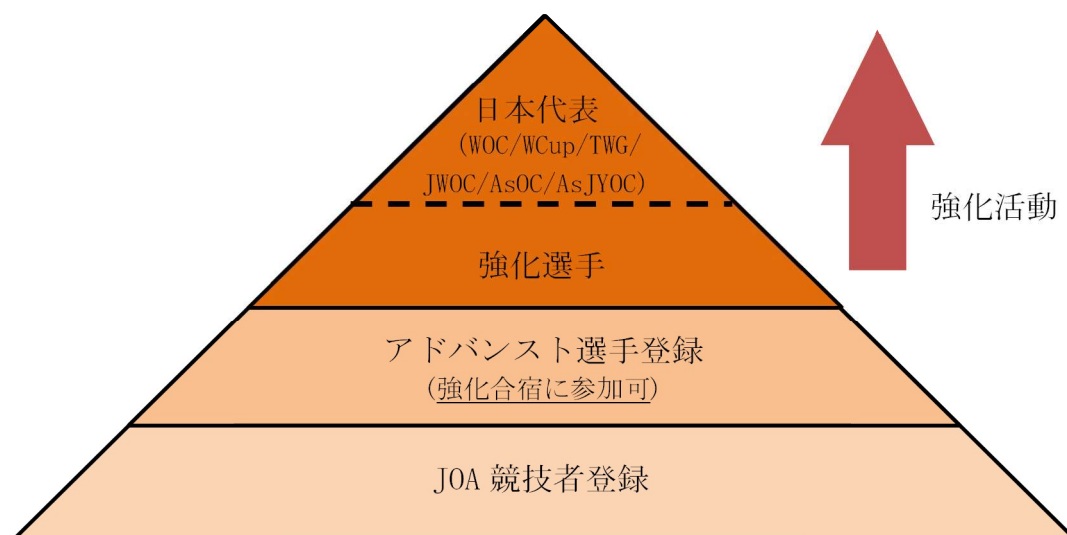 日本代表
(WOC/WCup/TWG/
JWOC/AsOC/AsJYOC)
強化活動
強化選手
アドバンスト選手登録
(強化合宿に参加可)
JOA 競技者登録